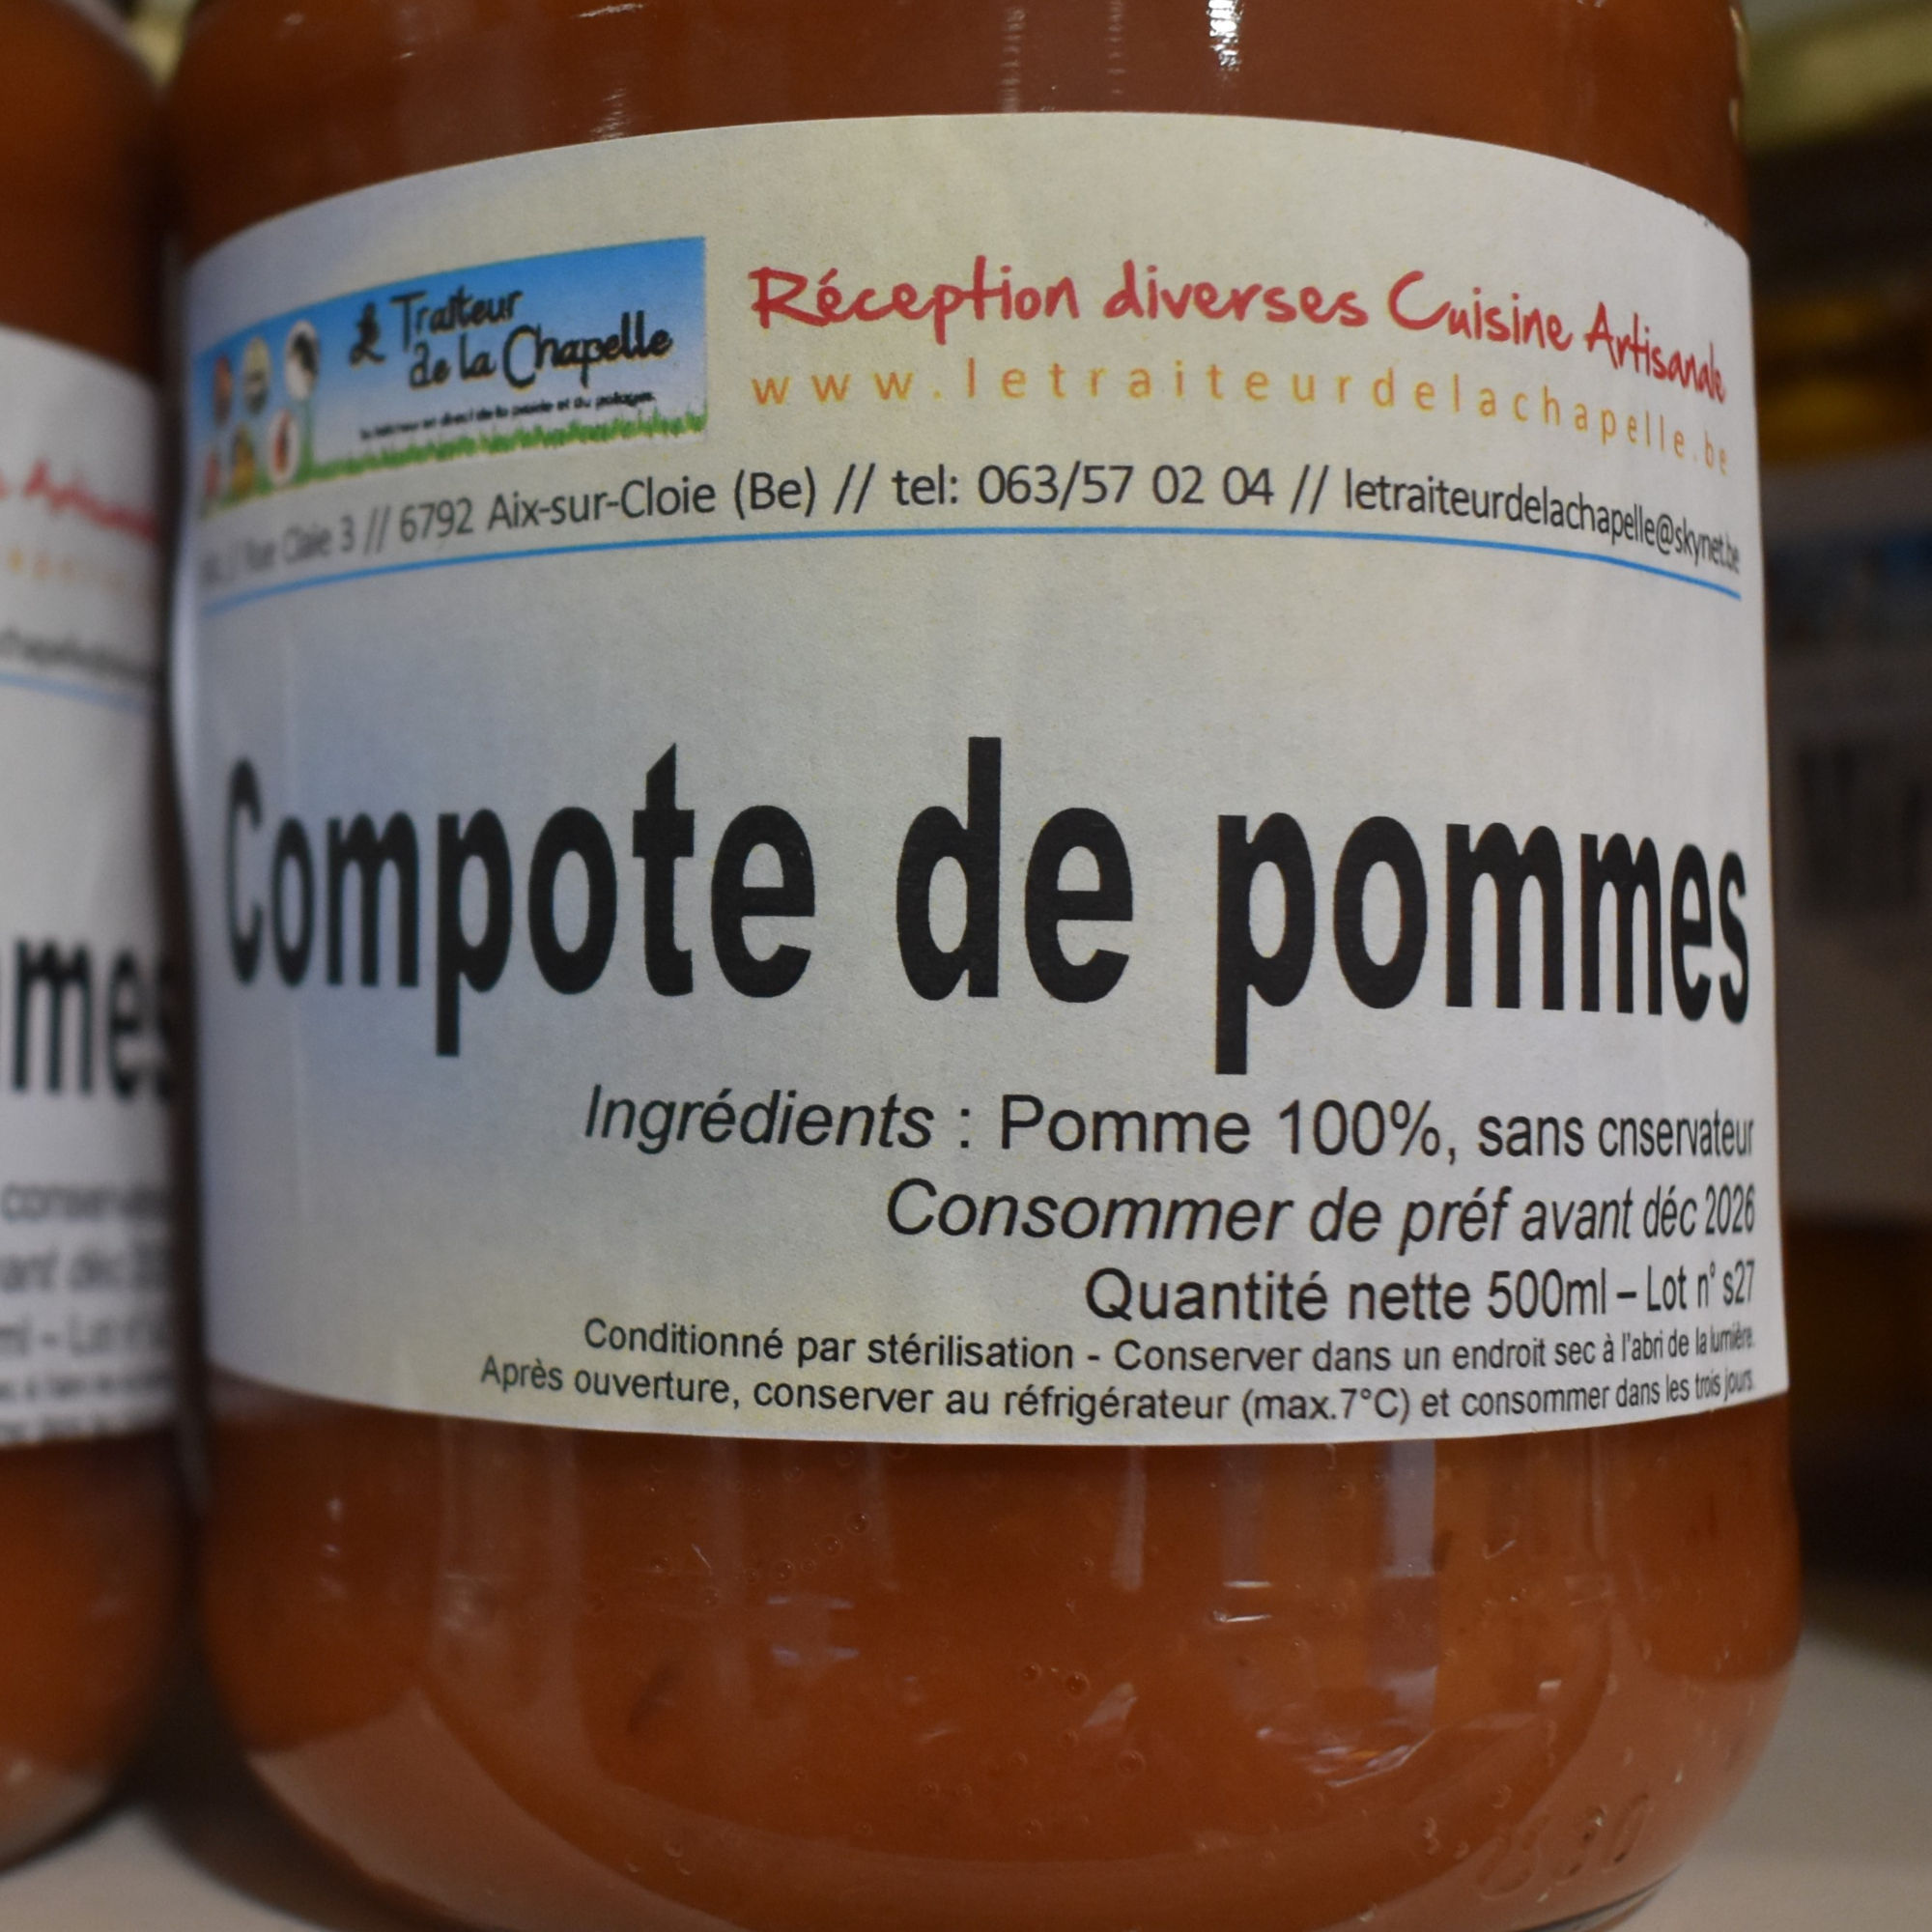 Le Traiteur
de la Chapelle
Réception diverses Cuisine Artisanale
www.letraiteurdelachapelle.be
3 // 6792 Aix-sur-Cloie (Be) // tel: 063/57 02 04 // letraiteurdelachapelle@skynet.be
Compote de pommes
Ingrédients : Pomme 100%, sans cnservateur
Consommer de préf avant déc 2026
Quantité nette 500ml – Lot n° s27
Conditionné par stérilisation - Conserver dans un endroit sec à l'abri de la lumière.
Après ouverture, conserver au réfrigérateur (max.7°C) et consommer dans les trois jours.
mes